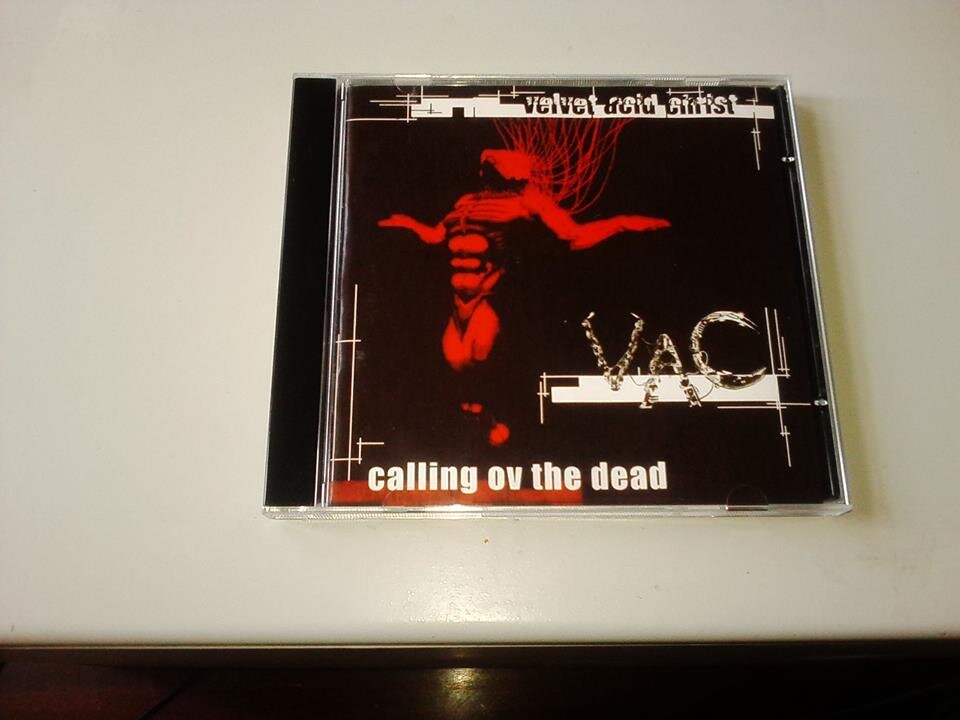 velvet acid christ
VAC
calling ov the dead